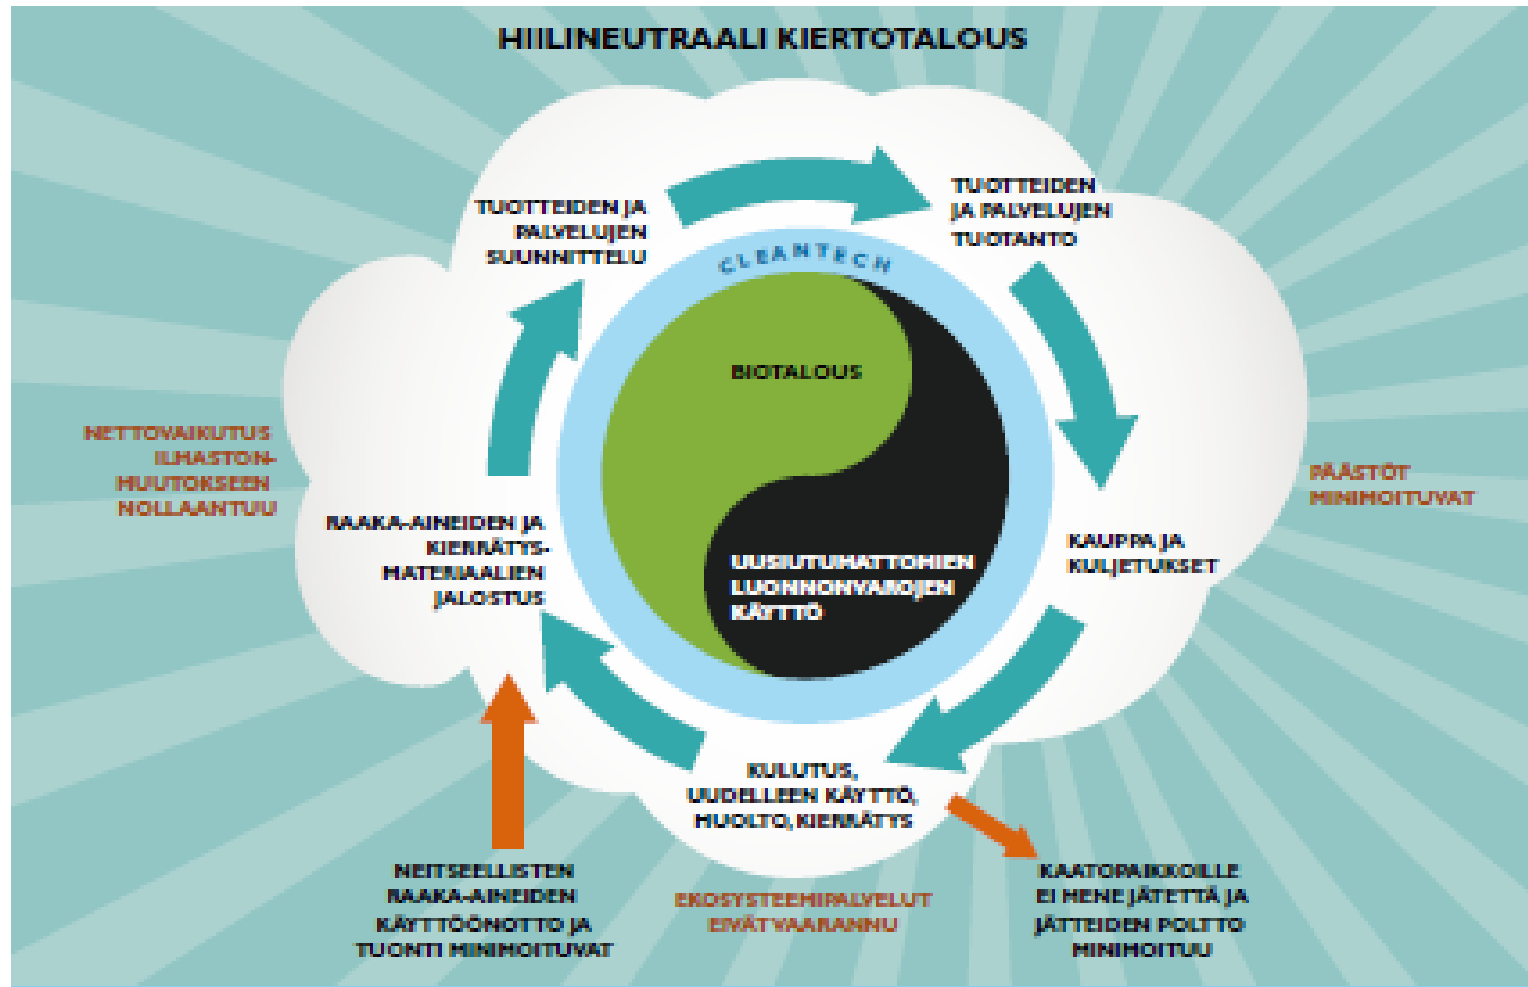 HIILINEUTRAALI KIERTOTALOUS
TUOTTEIDEN JA
PALVELUJEN
SUUNNITTELU
TUOTTEIDEN
JA PALVELUJEN
TUOTANTO
CLEANTECH
BIOTALOUS
UUSIUTUMATTOMIEN
LUONNONVAROJEN
KÄYTTÖ
NETTOVAIKUTUS
ILMASTON-
MUUTOKSEEN
NOLLAANTUU
PÄÄSTÖT
MINIMOITUVAT
RAAKA-AINEIDEN JA
KIERRÄTYS-
MATERIAALIEN
JALOSTUS
KAUPPA JA
KULJETUKSET
KULUTUS,
UUDELLEEN KÄYTTÖ,
HUOLTO, KIERRÄTYS
NEITSEELLISTEN
RAAKA-AINEIDEN
KÄYTTÖÖNOTTO JA
TUONTI MINIMOITUVAT
EKOSYSTEEMIPALVELUT
EIVÄT VAARANNU
KAATOPAIKKOILLE
EI MENE JÄTETTÄ JA
JÄTTEIDEN POLTTO
MINIMOITUU